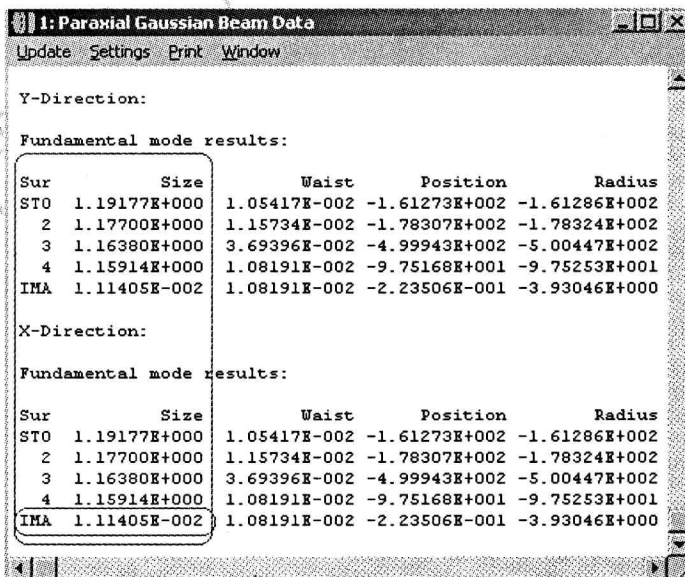 1: Paraxial Gaussian Beam Data
Update Settings Print Window
Y-Direction:
Fundamental mode results:
Sur Size Waist Position Radius
STO 1.19177E+000 1.05417E-002 -1.61273E+002 -1.61286E+002
2 1.17700E+000 1.15734E-002 -1.78307E+002 -1.78324E+002
3 1.16380E+000 3.69396E-002 -4.99943E+002 -5.00447E+002
4 1.15914E+000 1.08191E-002 -9.75168E+001 -9.75253E+001
IMA 1.11405E-002 1.08191E-002 -2.23506E-001 -3.93046E+000
X-Direction:
Fundamental mode results:
Sur Size Waist Position Radius
STO 1.19177E+000 1.05417E-002 -1.61273E+002 -1.61286E+002
2 1.17700E+000 1.15734E-002 -1.78307E+002 -1.78324E+002
3 1.16380E+000 3.69396E-002 -4.99943E+002 -5.00447E+002
4 1.15914E+000 1.08191E-002 -9.75168E+001 -9.75253E+001
IMA 1.11405E-002 1.08191E-002 -2.23506E-001 -3.93046E+000